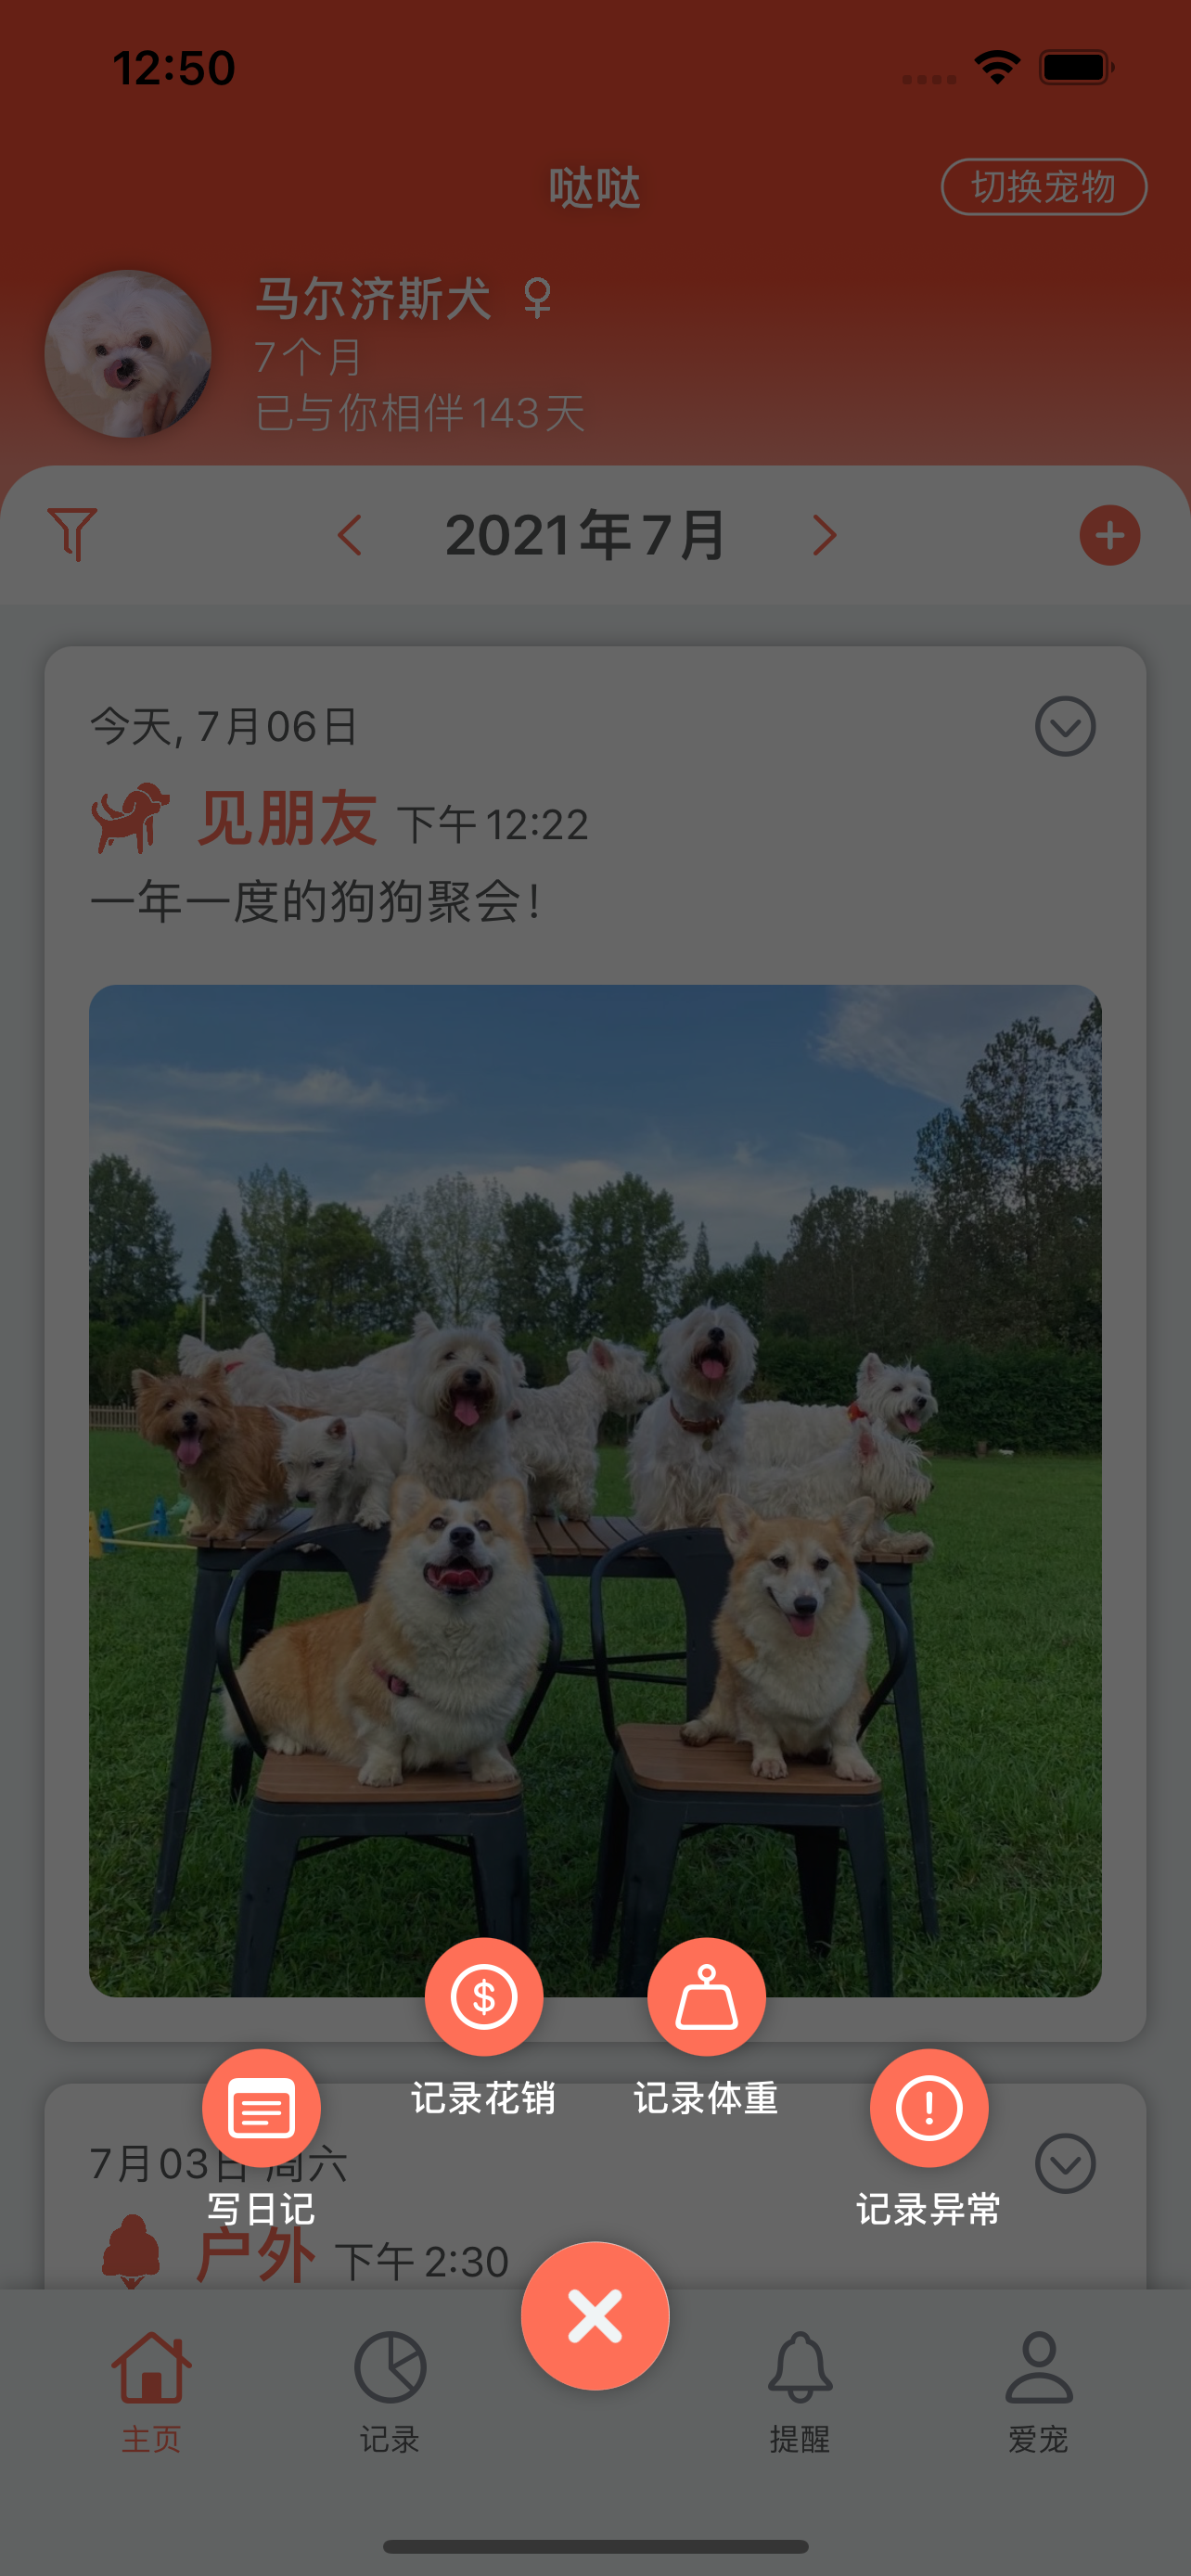 12:50
哒哒
切换宠物
马尔济斯犬 ♀
7个月
已与你相伴143天
2021年7月
今天, 7月06日
见朋友 下午12:22
一年一度的狗狗聚会！
记录花销
记录体重
7月03日 周六
写日记
记录异常
户外 下午2:30
主页
记录
提醒
爱宠